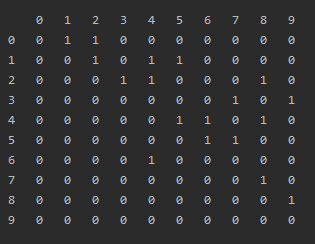 0 1 2 3 4 5 6 7 8 9
0 0 1 1 0 0 0 0 0 0 0
1 0 0 1 0 1 1 0 0 0 0
2 0 0 0 1 1 0 0 0 1 0
3 0 0 0 0 0 0 0 1 0 1
4 0 0 0 0 0 1 1 0 1 0
5 0 0 0 0 0 0 1 1 0 0
6 0 0 0 0 1 0 0 0 0 0
7 0 0 0 0 0 0 0 0 1 0
8 0 0 0 0 0 0 0 0 0 1
9 0 0 0 0 0 0 0 0 0 0